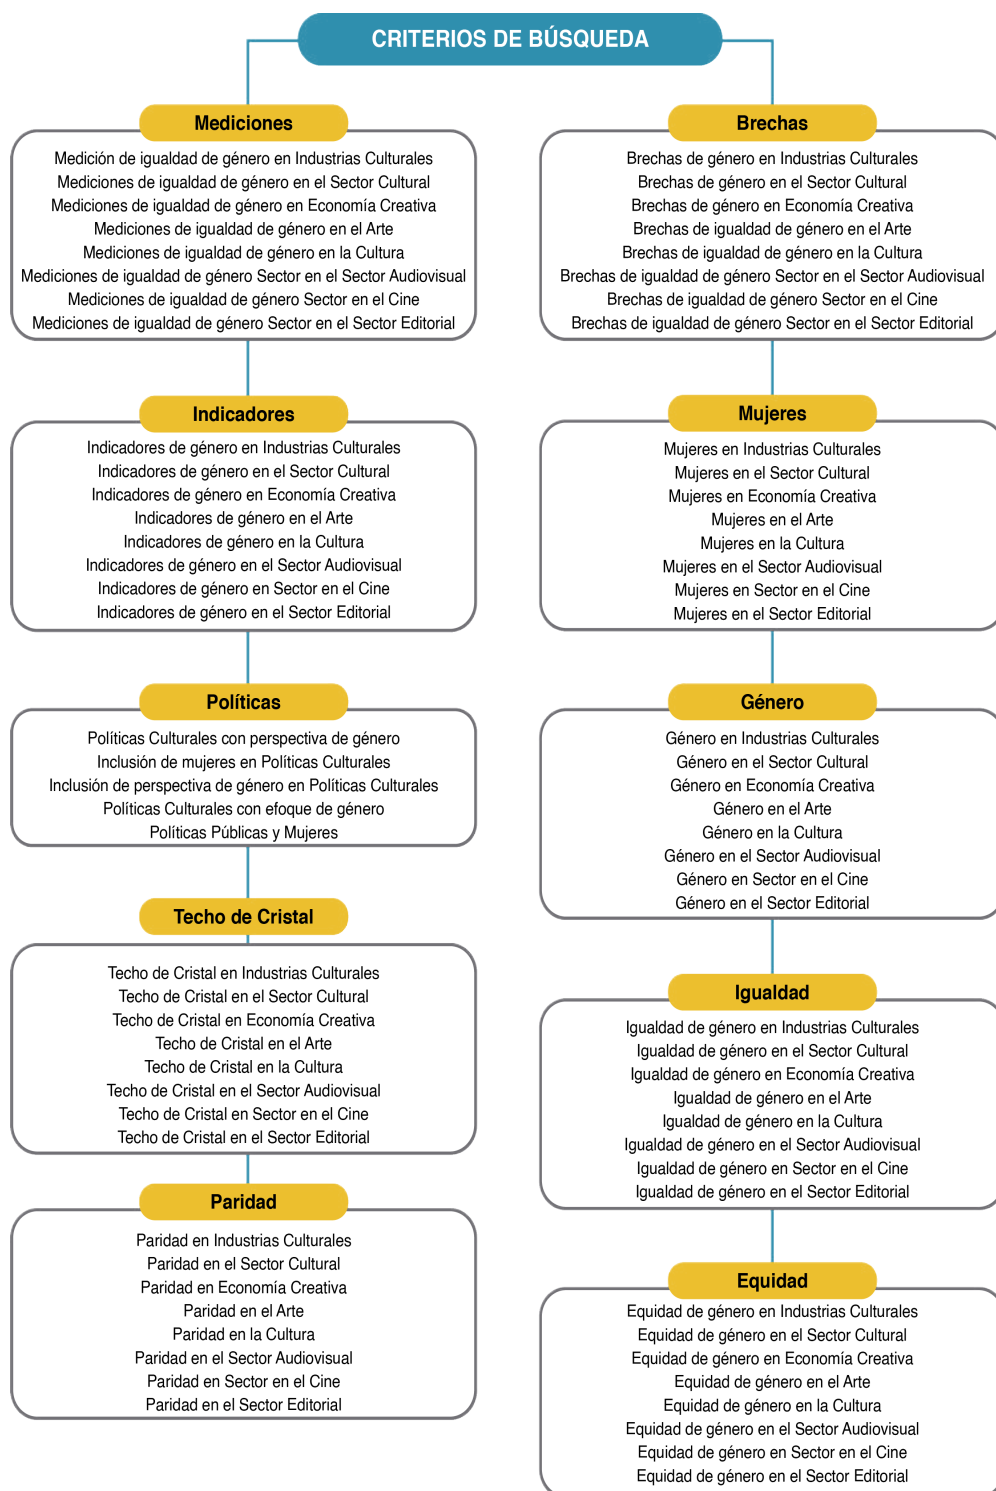 CRITERIOS DE BÚSQUEDA
Mediciones
Medición de igualdad de género en Industrias Culturales
Mediciones de igualdad de género en el Sector Cultural
Mediciones de igualdad de género en Economía Creativa
Mediciones de igualdad de género en el Arte
Mediciones de igualdad de género en la Cultura
Mediciones de igualdad de género Sector en el Sector Audiovisual
Mediciones de igualdad de género Sector en el Cine
Mediciones de igualdad de género Sector en el Sector Editorial
Indicadores
Indicadores de género en Industrias Culturales
Indicadores de género en el Sector Cultural
Indicadores de género en Economía Creativa
Indicadores de género en el Arte
Indicadores de género en la Cultura
Indicadores de género en el Sector Audiovisual
Indicadores de género en Sector en el Cine
Indicadores de género en el Sector Editorial
Políticas
Políticas Culturales con perspectiva de género
Inclusión de mujeres en Políticas Culturales
Inclusión de perspectiva de género en Políticas Culturales
Políticas Culturales con efoque de género
Políticas Públicas y Mujeres
Techo de Cristal
Techo de Cristal en Industrias Culturales
Techo de Cristal en el Sector Cultural
Techo de Cristal en Economía Creativa
Techo de Cristal en el Arte
Techo de Cristal en la Cultura
Techo de Cristal en el Sector Audiovisual
Techo de Cristal en Sector en el Cine
Techo de Cristal en el Sector Editorial
Paridad
Paridad en Industrias Culturales
Paridad en el Sector Cultural
Paridad en Economía Creativa
Paridad en el Arte
Paridad en la Cultura
Paridad en el Sector Audiovisual
Paridad en Sector en el Cine
Paridad en el Sector Editorial
Brechas
Brechas de género en Industrias Culturales
Brechas de género en el Sector Cultural
Brechas de género en Economía Creativa
Brechas de igualdad de género en el Arte
Brechas de igualdad de género en la Cultura
Brechas de igualdad de género Sector en el Sector Audiovisual
Brechas de igualdad de género Sector en el Cine
Brechas de igualdad de género Sector en el Sector Editorial
Mujeres
Mujeres en Industrias Culturales
Mujeres en el Sector Cultural
Mujeres en Economía Creativa
Mujeres en el Arte
Mujeres en la Cultura
Mujeres en el Sector Audiovisual
Mujeres en Sector en el Cine
Mujeres en el Sector Editorial
Género
Género en Industrias Culturales
Género en el Sector Cultural
Género en Economía Creativa
Género en el Arte
Género en la Cultura
Género en el Sector Audiovisual
Género en Sector en el Cine
Género en el Sector Editorial
Igualdad
Igualdad de género en Industrias Culturales
Igualdad de género en el Sector Cultural
Igualdad de género en Economía Creativa
Igualdad de género en el Arte
Igualdad de género en la Cultura
Igualdad de género en el Sector Audiovisual
Igualdad de género en Sector en el Cine
Igualdad de género en el Sector Editorial
Equidad
Equidad de género en Industrias Culturales
Equidad de género en el Sector Cultural
Equidad de género en Economía Creativa
Equidad de género en el Arte
Equidad de género en la Cultura
Equidad de género en el Sector Audiovisual
Equidad de género en Sector en el Cine
Equidad de género en el Sector Editorial